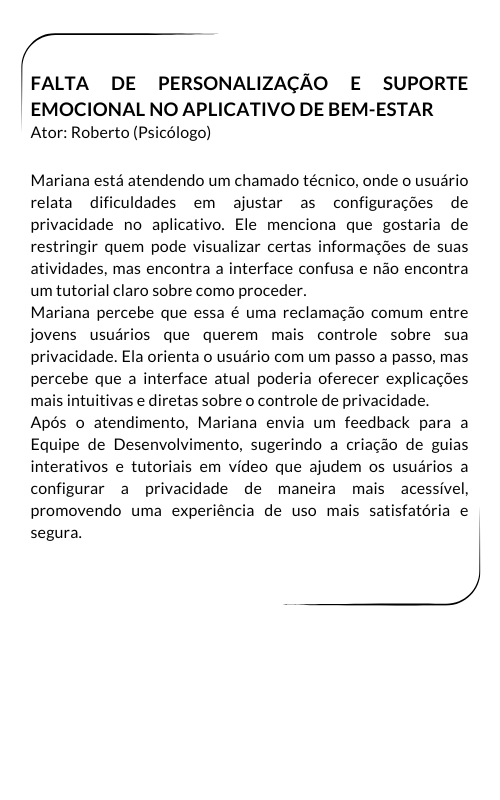 FALTA DE PERSONALIZAÇÃO E SUPORTE
EMOCIONAL NO APLICATIVO DE BEM-ESTAR
Ator: Roberto (Psicólogo)
Mariana está atendendo um chamado técnico, onde o usuário
relata dificuldades em ajustar as configurações de
privacidade no aplicativo. Ele menciona que gostaria de
restringir quem pode visualizar certas informações de suas
atividades, mas encontra a interface confusa e não encontra
um tutorial claro sobre como proceder.
Mariana percebe que essa é uma reclamação comum entre
jovens usuários que querem mais controle sobre sua
privacidade. Ela orienta o usuário com um passo a passo, mas
percebe que a interface atual poderia oferecer explicações
mais intuitivas e diretas sobre o controle de privacidade.
Após o atendimento, Mariana envia um feedback para a
Equipe de Desenvolvimento, sugerindo a criação de guias
interativos e tutoriais em vídeo que ajudem os usuários a
configurar a privacidade de maneira mais acessível,
promovendo uma experiência de uso mais satisfatória e
segura.